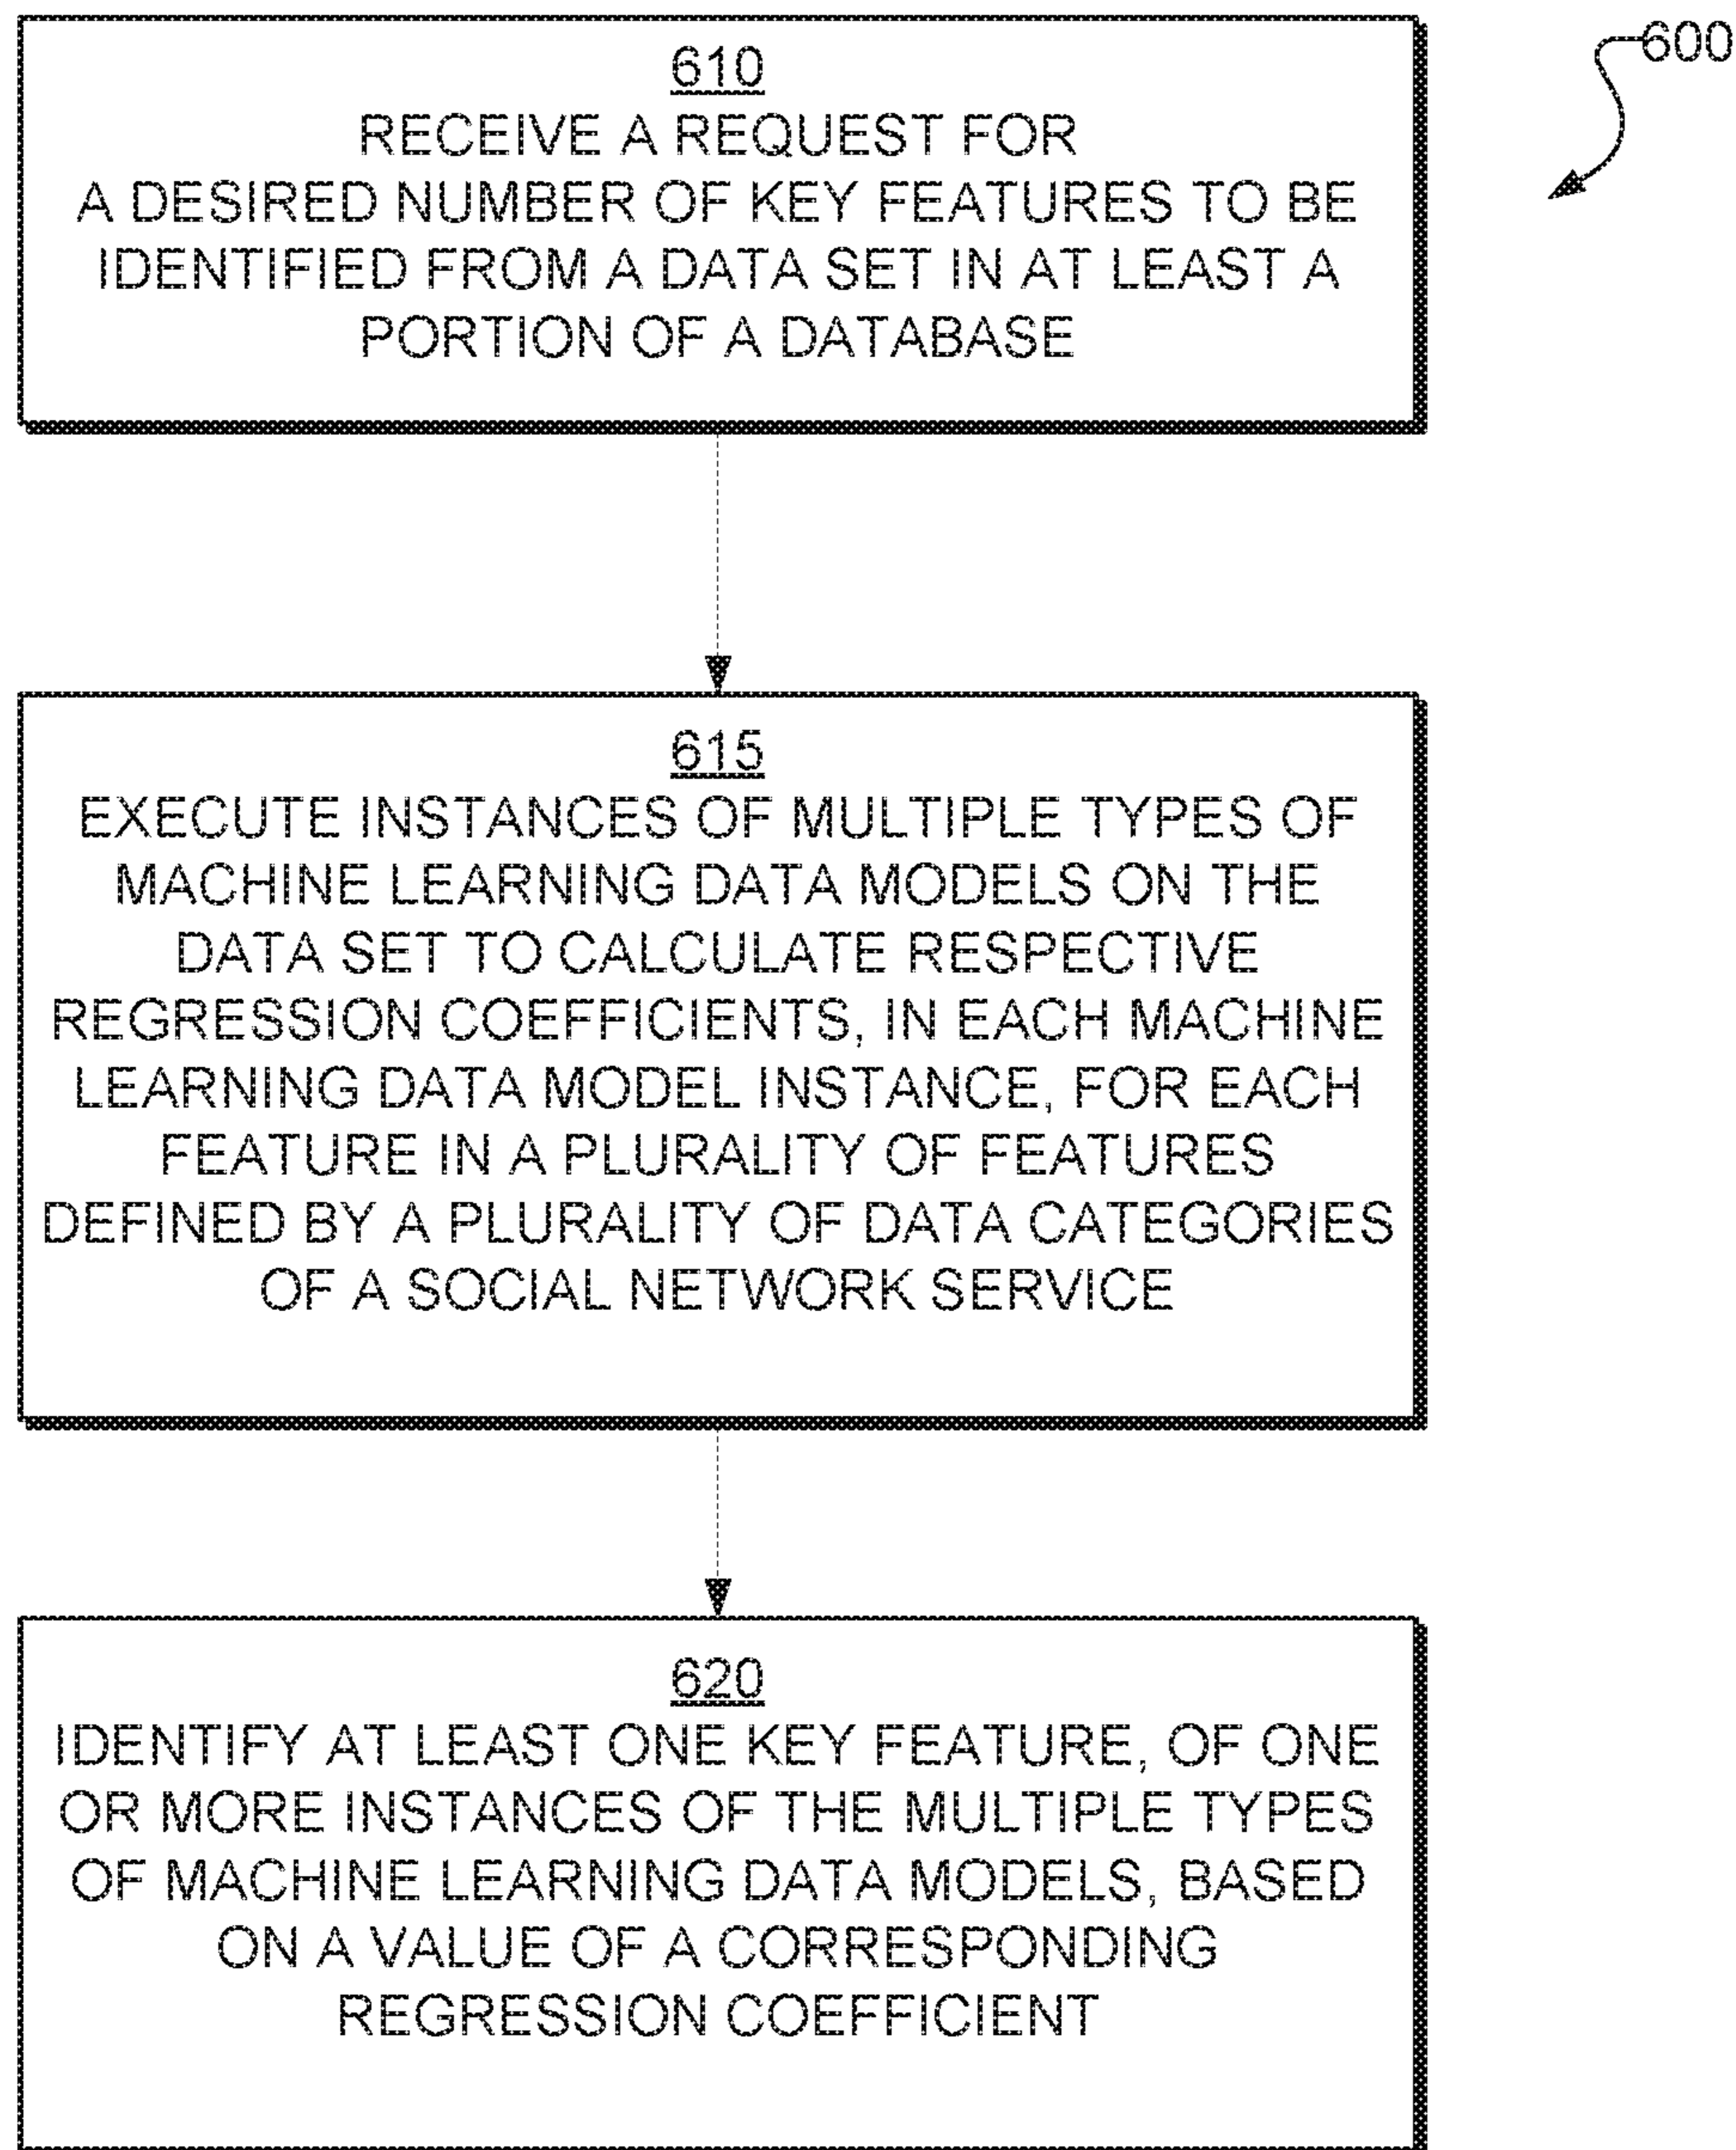 600
610
RECEIVE A REQUEST FOR
A DESIRED NUMBER OF KEY FEATURES TO BE
IDENTIFIED FROM A DATA SET IN AT LEAST A
PORTION OF A DATABASE
615
EXECUTE INSTANCES OF MULTIPLE TYPES OF
MACHINE LEARNING DATA MODELS ON THE
DATA SET TO CALCULATE RESPECTIVE
REGRESSION COEFFICIENTS, IN EACH MACHINE
LEARNING DATA MODEL INSTANCE, FOR EACH
FEATURE IN A PLURALITY OF FEATURES
DEFINED BY A PLURALITY OF DATA CATEGORIES
OF A SOCIAL NETWORK SERVICE
620
IDENTIFY AT LEAST ONE KEY FEATURE, OF ONE
OR MORE INSTANCES OF THE MULTIPLE TYPES
OF MACHINE LEARNING DATA MODELS, BASED
ON A VALUE OF A CORRESPONDING
REGRESSION COEFFICIENT